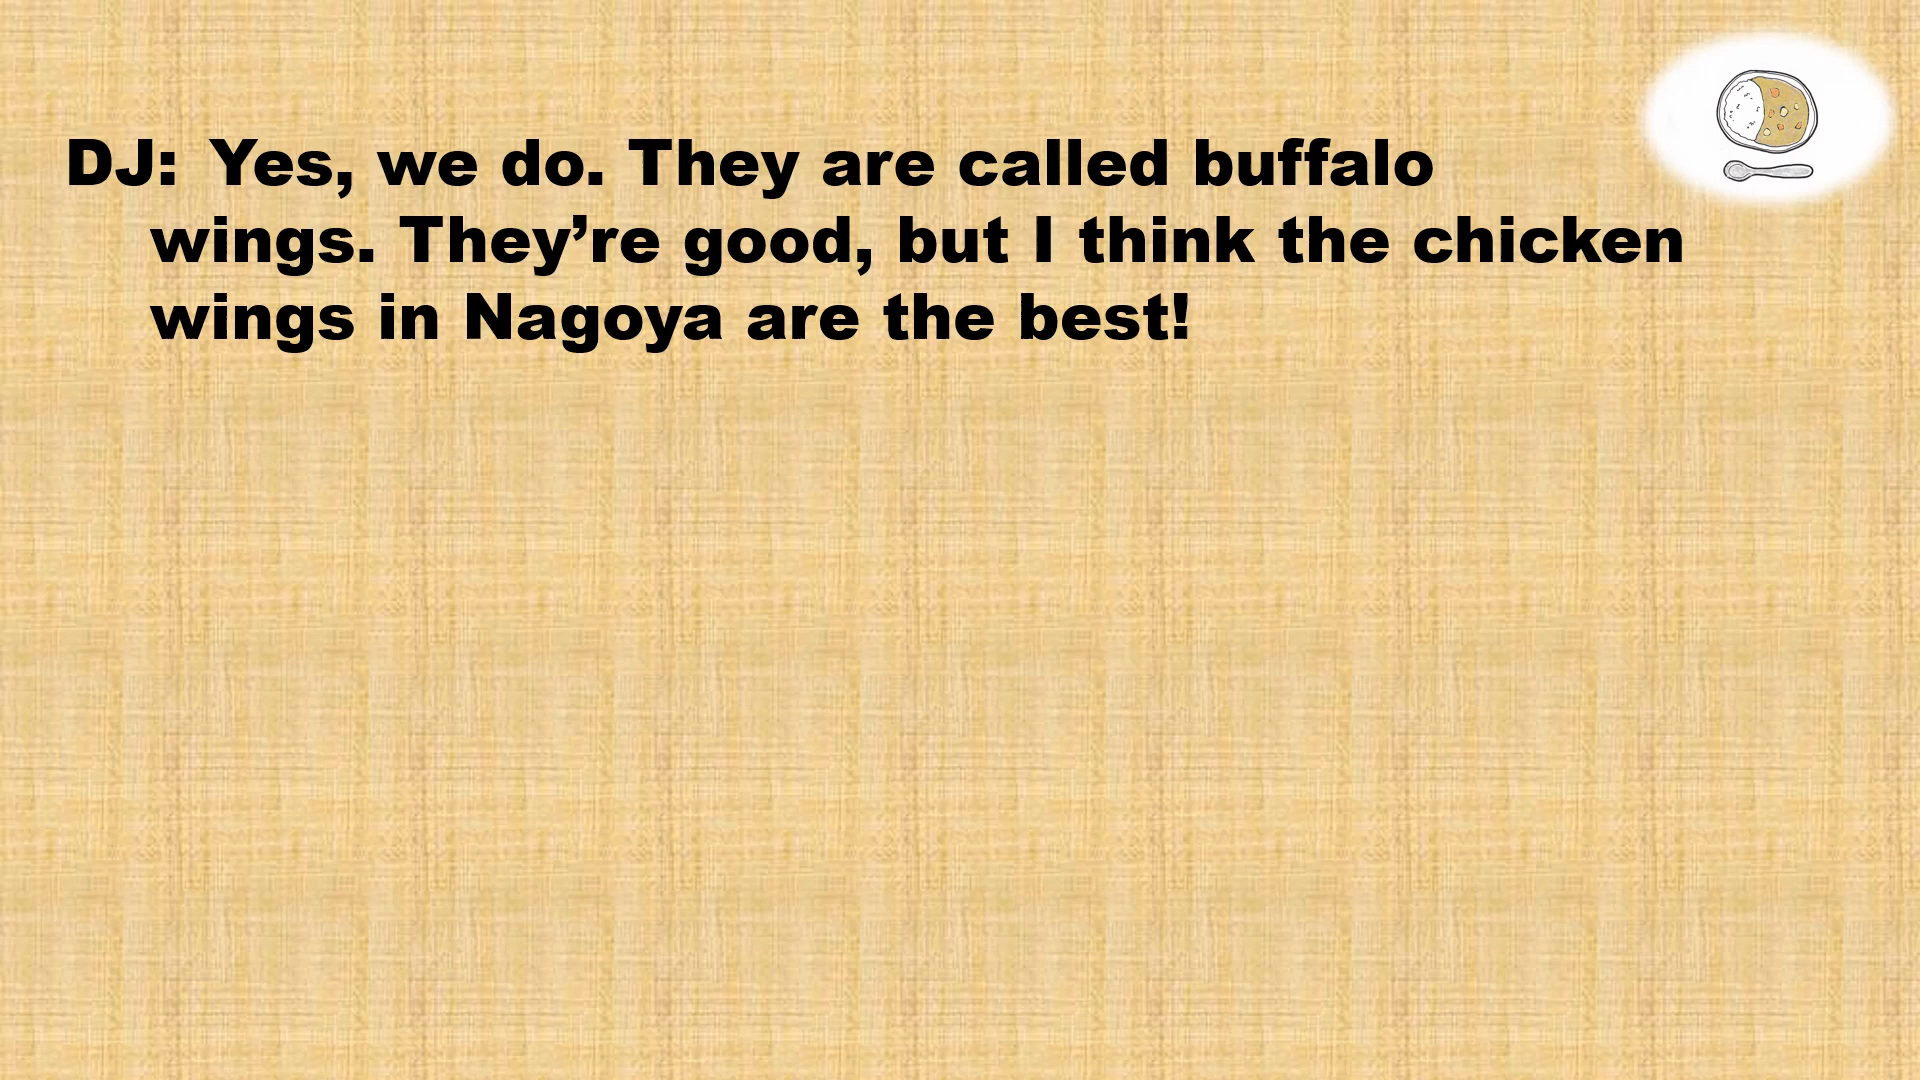 DJ: Yes, we do. They are called buffalo
wings. They’re good, but I think the chicken
wings in Nagoya are the best!